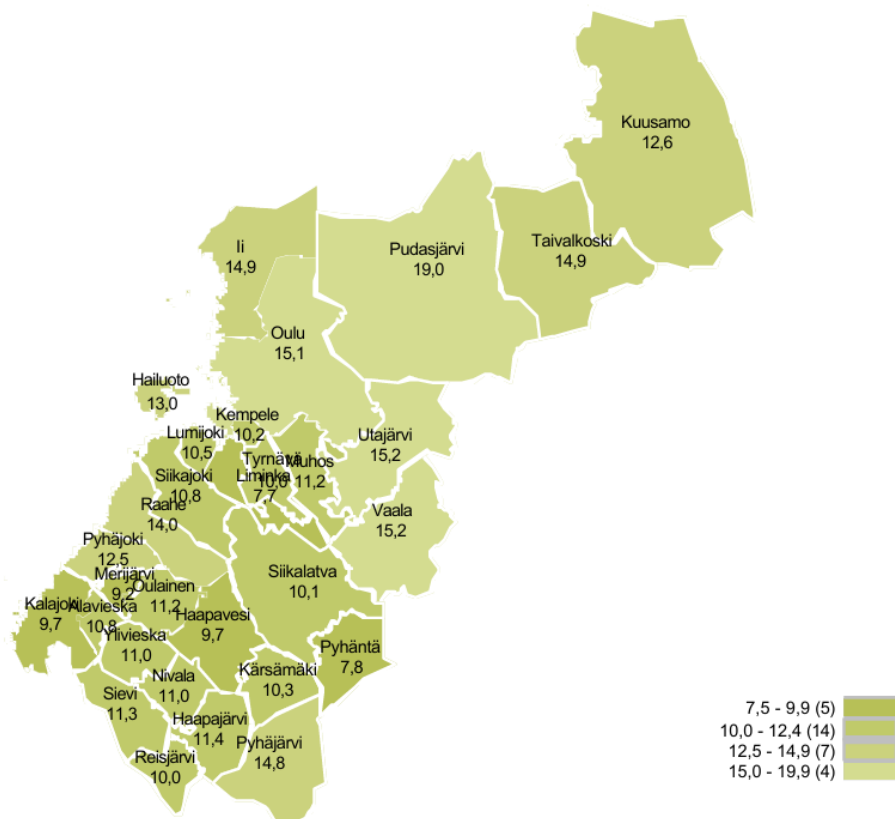 Kuusamo
12,6
Ii
14,9
Pudasjärvi
19,0
Taivalkoski
14,9
Oulu
15,1
Hailuoto
13,0
Kempele
10,2
Lumijoki
10,5
Tyrnävä
10,0
Muhos
11,2
Utajärvi
15,2
Siikajoki
10,8
Liminka
7,7
Raahe
14,0
Vaala
15,2
Pyhäjoki
12,5
Merijärvi
9,2
Oulainen
11,2
Siikalatva
10,1
Kalajoki
9,7
Alavieska
10,8
Haapavesi
9,7
Ylivieska
11,0
Pyhäntä
7,8
Nivala
11,0
Kärsämäki
10,3
Sievi
11,3
Haapajärvi
11,4
Pyhäjärvi
14,8
Reisjärvi
10,0
7,5 - 9,9 (5)
10,0 - 12,4 (14)
12,5 - 14,9 (7)
15,0 - 19,9 (4)